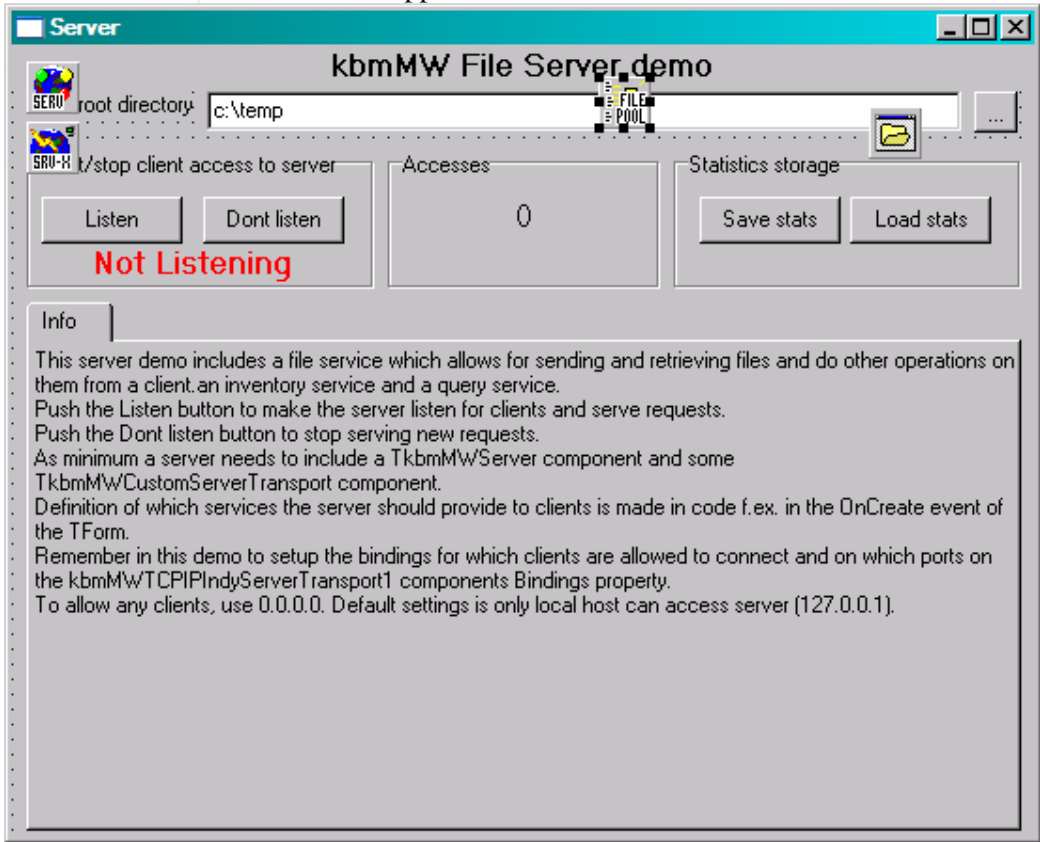 Server
kbmMW File Server demo
SERV
root directory
c:\temp
FILE
POOL
...
SRV-X
t/stop client access to server
Accesses
Statistics storage
Listen
Dont listen
0
Save stats
Load stats
Not Listening
Info
This server demo includes a file service which allows for sending and retrieving files and do other operations on
them from a client.an inventory service and a query service.
Push the Listen button to make the server listen for clients and serve requests.
Push the Dont listen button to stop serving new requests.
As minimum a server needs to include a TkbmMWServer component and some
TkbmMWCustomServerTransport component.
Definition of which services the server should provide to clients is made in code f.ex. in the OnCreate event of
the TForm.
Remember in this demo to setup the bindings for which clients are allowed to connect and on which ports on
the kbmMWTCPIPIndyServerTransport1 components Bindings property.
To allow any clients, use 0.0.0.0. Default settings is only local host can access server (127.0.0.1).